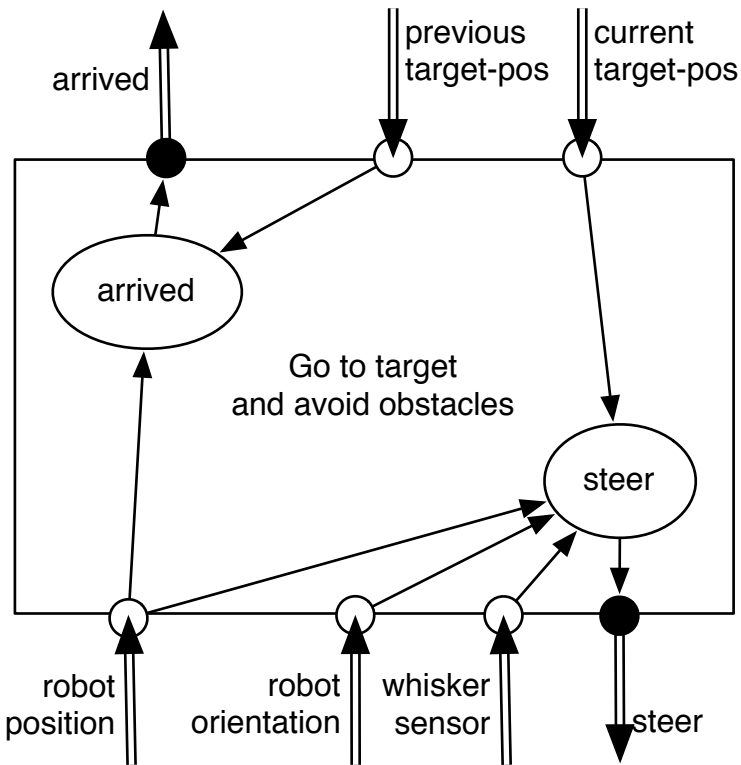 previous
target-pos
current
target-pos
arrived
arrived
Go to target
and avoid obstacles
steer
robot
position
robot
orientation
whisker
sensor
steer